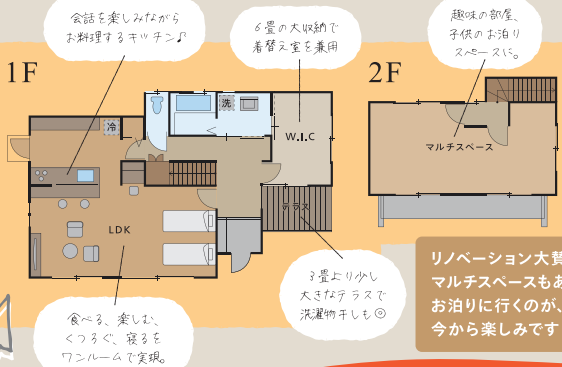 会話を楽しみながら
お料理するキッチン♪
6畳の大収納で
着替え室を兼用
趣味の部屋、
子供のお泊り
スペースに。
1F
2F
冷
洗
W.I.C
マルチスペース
テラス
LDK
3畳より少し
大きなテラスで
洗濯物干しも◎
食べる、楽しむ、
くつろぐ、寝るを
ワンルームで実現。
リノベーション大替
マルチスペースもあ
お泊りに行くのが、
今から楽しみです